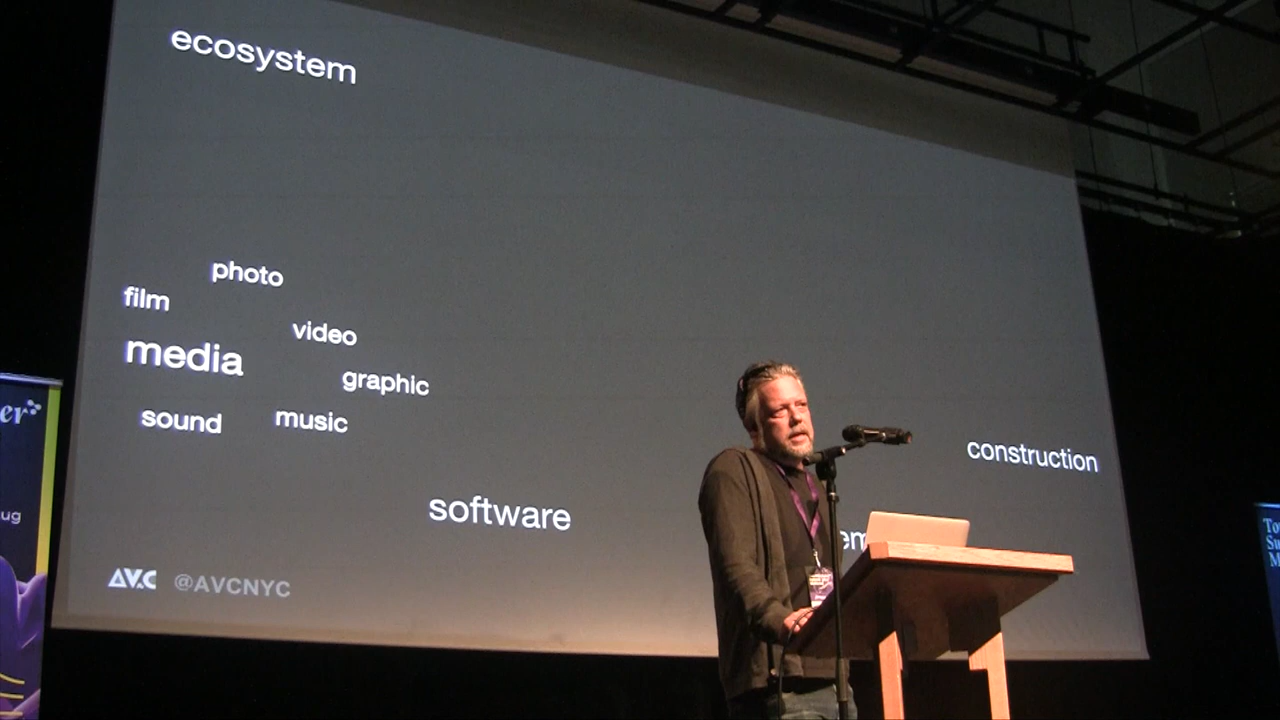 ecosystem
photo
film
video
media
graphic
sound
music
construction
software
AV.C @AVCNYC